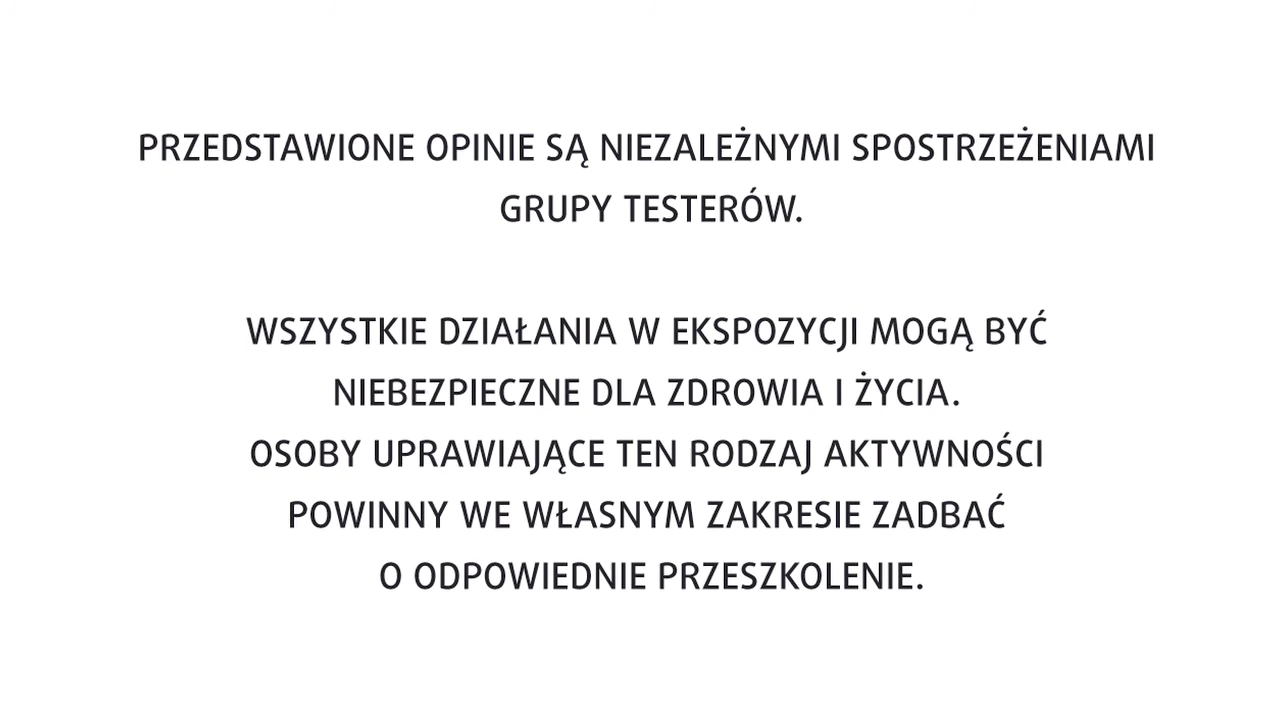 PRZEDSTAWIONE OPINIE SĄ NIEZALEŻNYMI SPOSTRZEŻENIAMI
GRUPY TESTERÓW.
WSZYSTKIE DZIAŁANIA W EKSPOZYCJI MOGĄ BYĆ
NIEBEZPIECZNE DLA ZDROWIA I ŻYCIA.
OSOBY UPRAWIAJĄCE TEN RODZAJ AKTYWNOŚCI
POWINNY WE WŁASNYM ZAKRESIE ZADBAĆ
O ODPOWIEDNIE PRZESZKOLENIE.